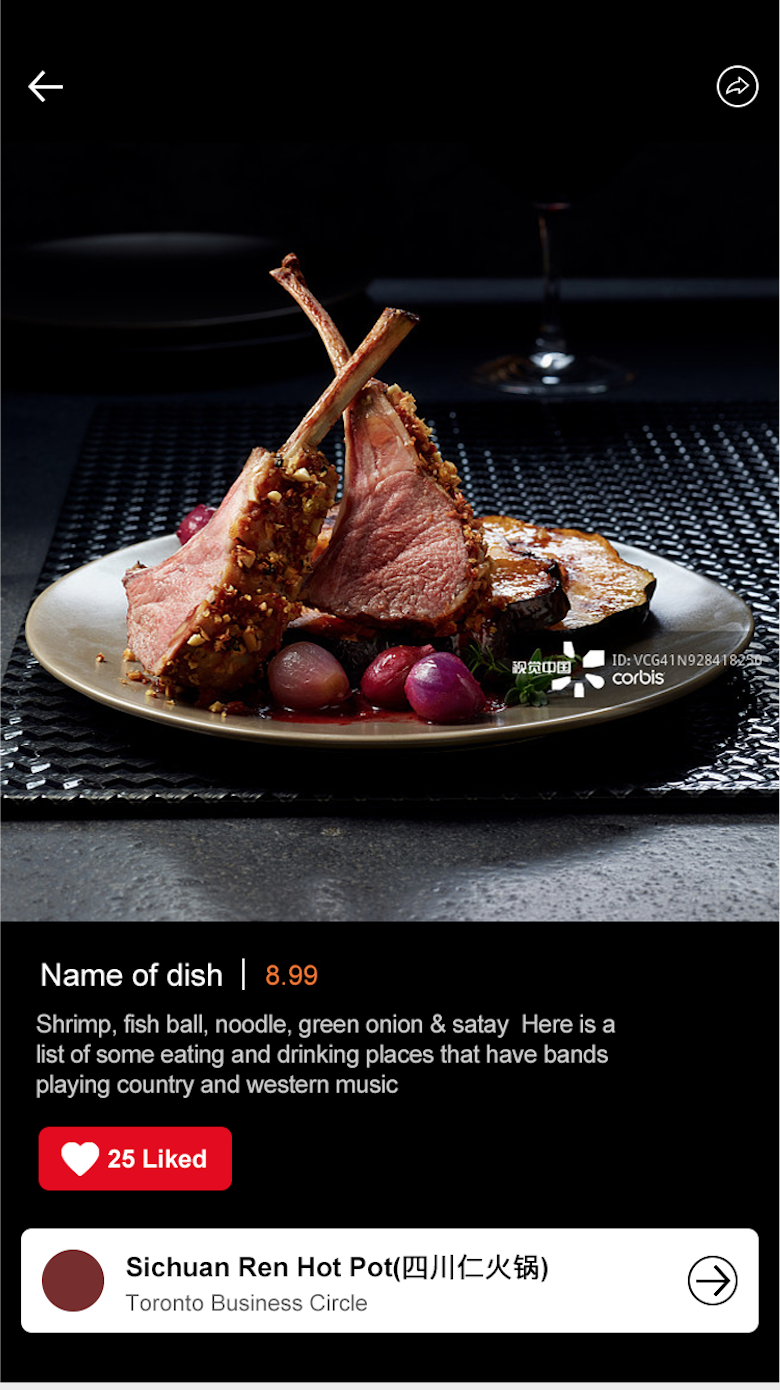 视觉中国
ID: VCG41N928418250
corbis
Name of dish | 8.99
Shrimp, fish ball, noodle, green onion & satay  Here is a
list of some eating and drinking places that have bands
playing country and western music
25 Liked
Sichuan Ren Hot Pot(四川仁火锅)
Toronto Business Circle